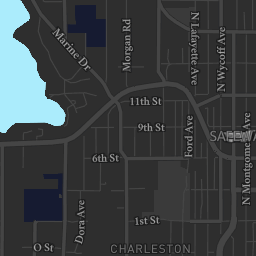 Marine Dr
Morgan Rd
N Lafayette Ave
N Wycoff Ave
11th St
9th St
Ford Ave
6th St
N Montgomery Ave
Dora Ave
1st St
O St
CHARLESTON